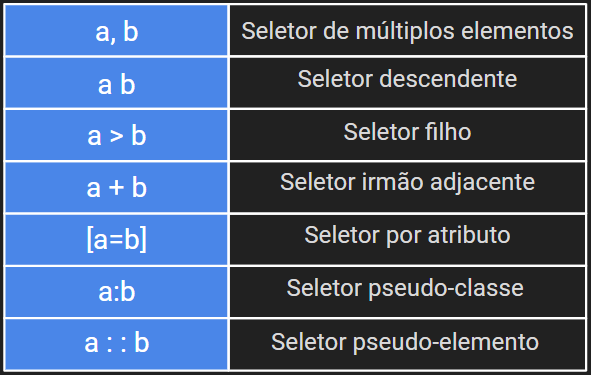 a, b Seletor de múltiplos elementos
a b Seletor descendente
a > b Seletor filho
a + b Seletor irmão adjacente
[a=b] Seletor por atributo
a:b Seletor pseudo-classe
a : : b Seletor pseudo-elemento